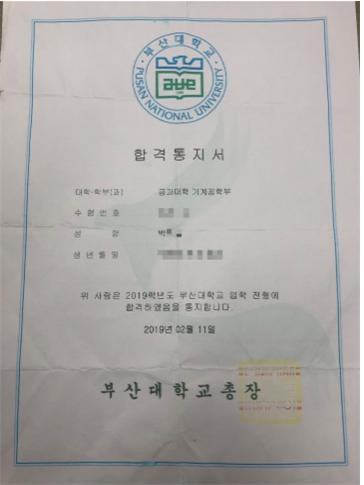 부산대학교
PUSAN NATIONAL UNIVERSITY
합격통지서
대학·학부(과) 공과대학 기계공학부
수험번호
성명 박
생년월일
위 사람은 2019학년도 부산대학교 입학 전형에
합격하였음을 통지합니다.
2019년 02월 11일
부산대학교총장